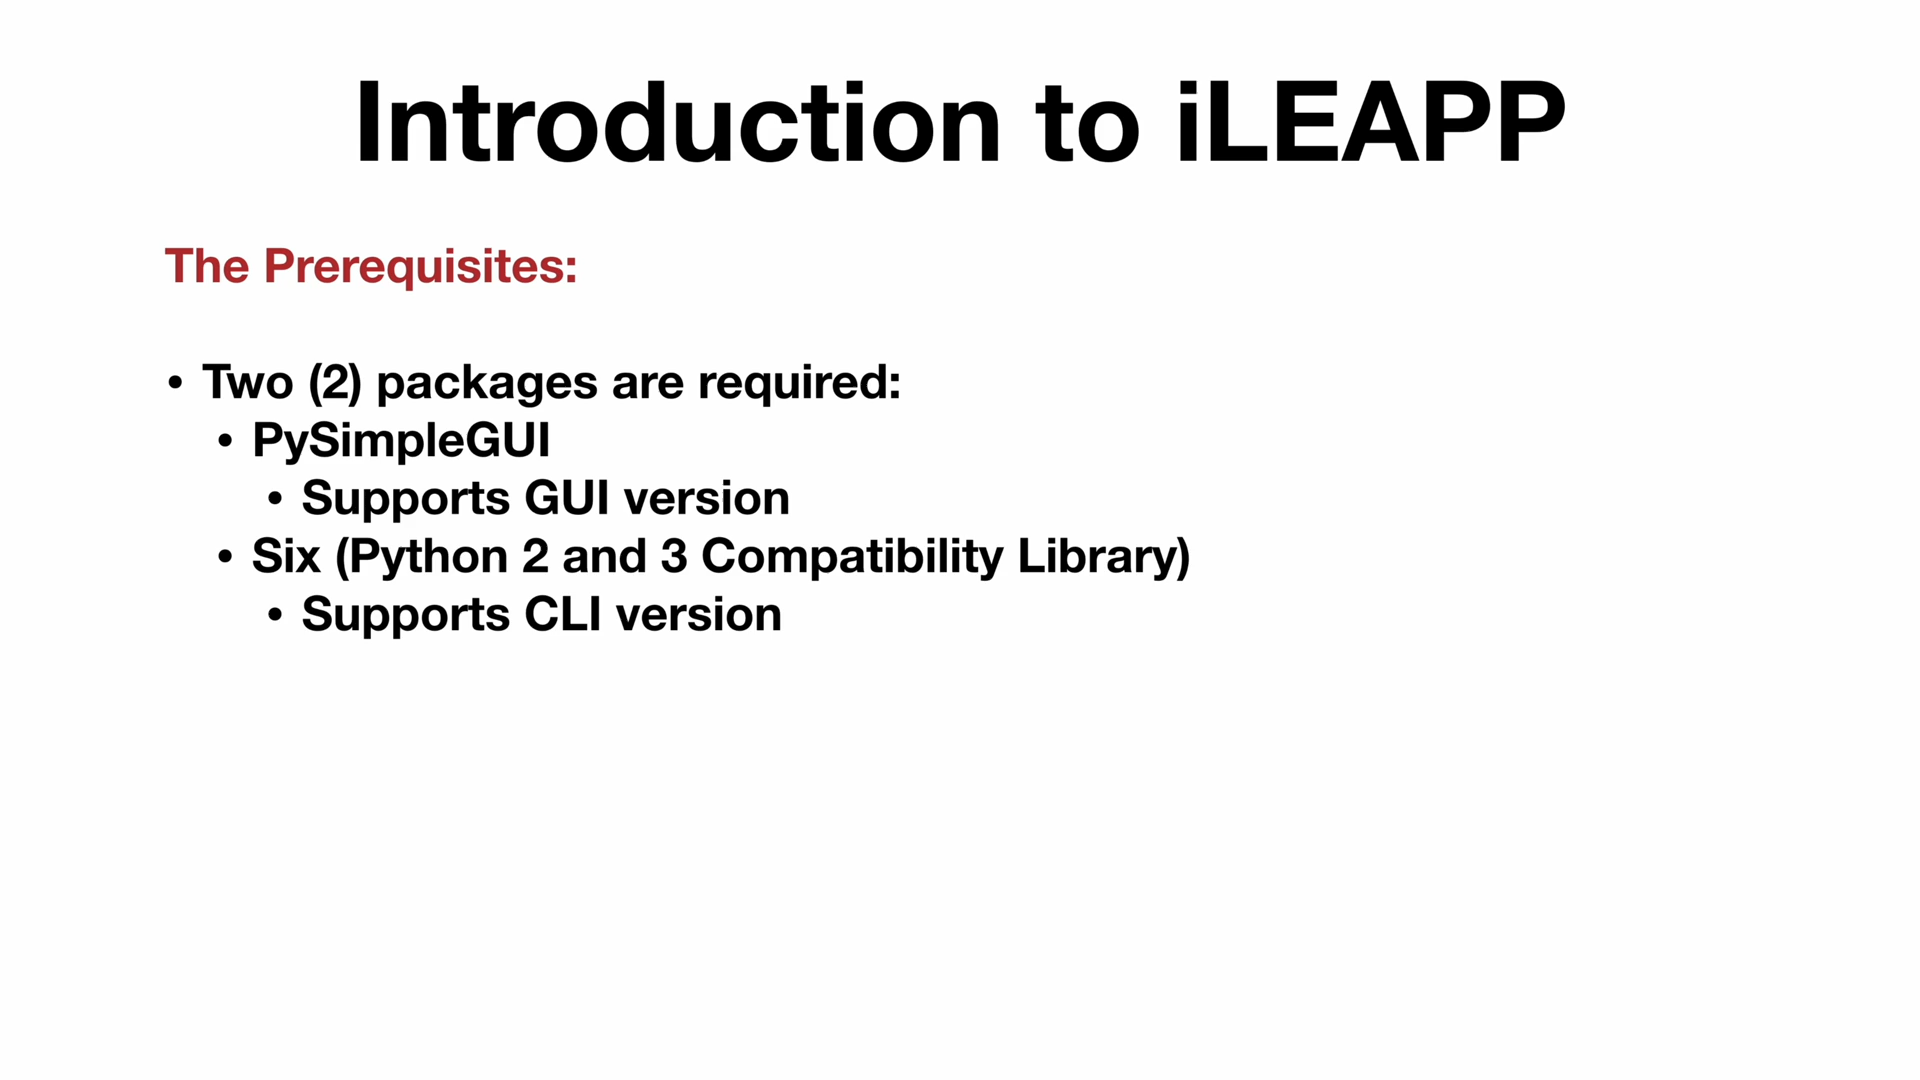 Introduction to iLEAPP
The Prerequisites:
• Two (2) packages are required:
• PySimpleGUI
• Supports GUI version
• Six (Python 2 and 3 Compatibility Library)
• Supports CLI version